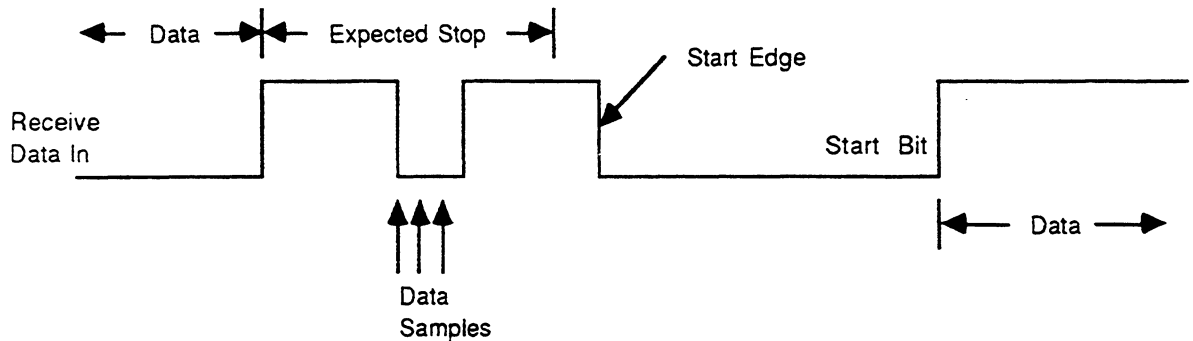 Data
Expected Stop
Start Edge
Receive
Data In
Start Bit
Data
Data
Samples